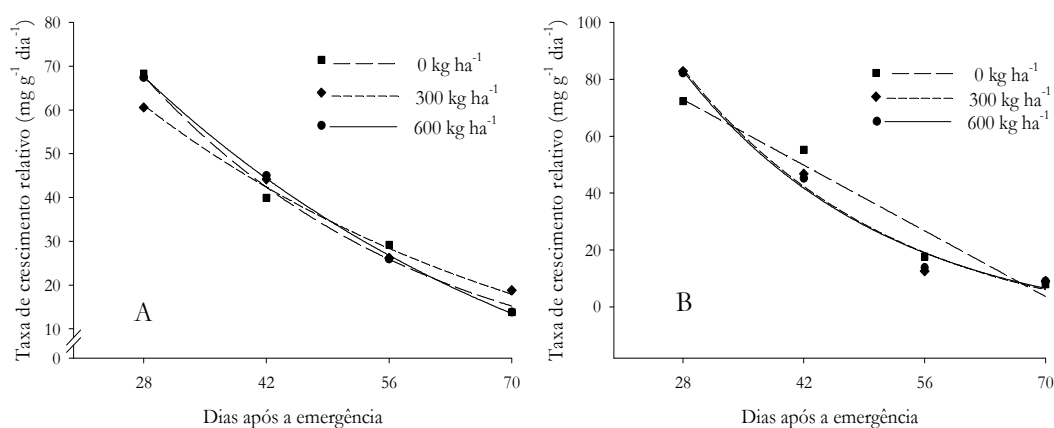 Taxa de crescimento relativo (mg g⁻¹ dia⁻¹)
80
70
60
50
40
30
20
10
0
0 kg ha⁻¹
300 kg ha⁻¹
600 kg ha⁻¹
A
28 42 56 70
Dias após a emergência
Taxa de crescimento relativo (mg g⁻¹ dia⁻¹)
100
80
60
40
20
0
0 kg ha⁻¹
300 kg ha⁻¹
600 kg ha⁻¹
B
28 42 56 70
Dias após a emergência